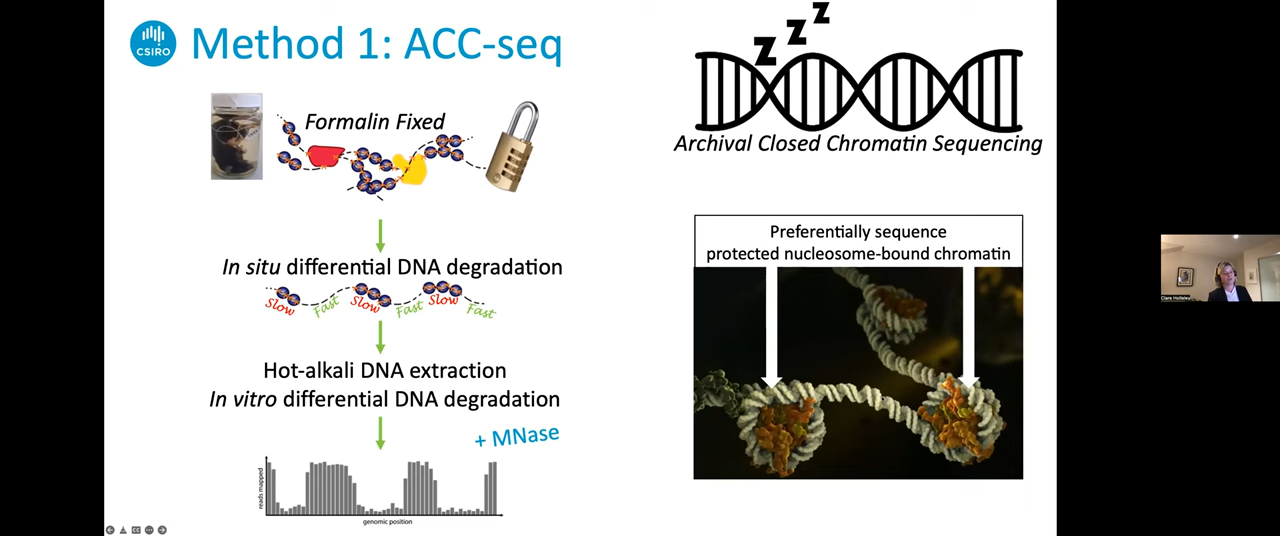 CSIRO
Method 1: ACC-seq
Formalin Fixed
In situ differential DNA degradation
Slow
Fast
Slow
Fast
Slow
Fast
Hot-alkali DNA extraction
In vitro differential DNA degradation
+ MNase
reads mapped
genomic position
z z z
Archival Closed Chromatin Sequencing
Preferentially sequence
protected nucleosome-bound chromatin
Clare Holleley